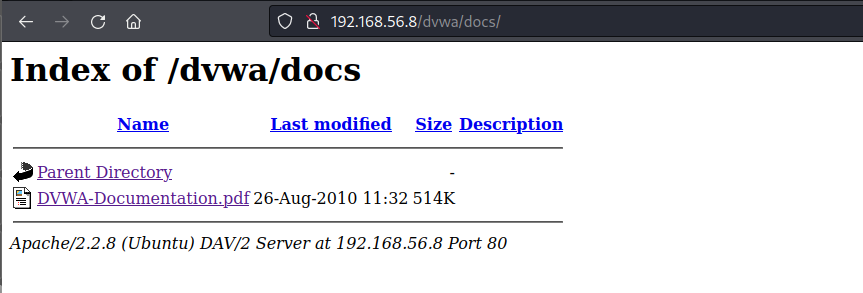 192.168.56.8/dvwa/docs/
Index of /dvwa/docs
Name Last modified Size Description
Parent Directory -
DVWA-Documentation.pdf 26-Aug-2010 11:32 514K
Apache/2.2.8 (Ubuntu) DAV/2 Server at 192.168.56.8 Port 80